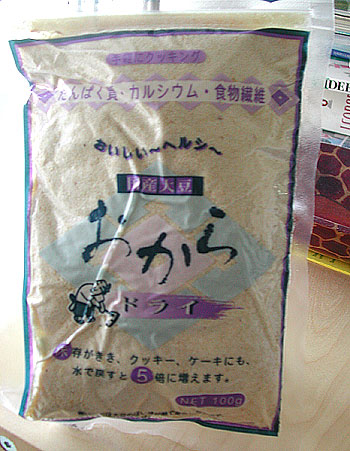 手軽にクッキング
たんぱく食・カルシウム・食物繊維
おいしい〜ヘルシ〜
国産大豆
おから
ドライ
保存がきき、クッキー、ケーキにも、
水で戻すと5倍に増えます。
NET 100g